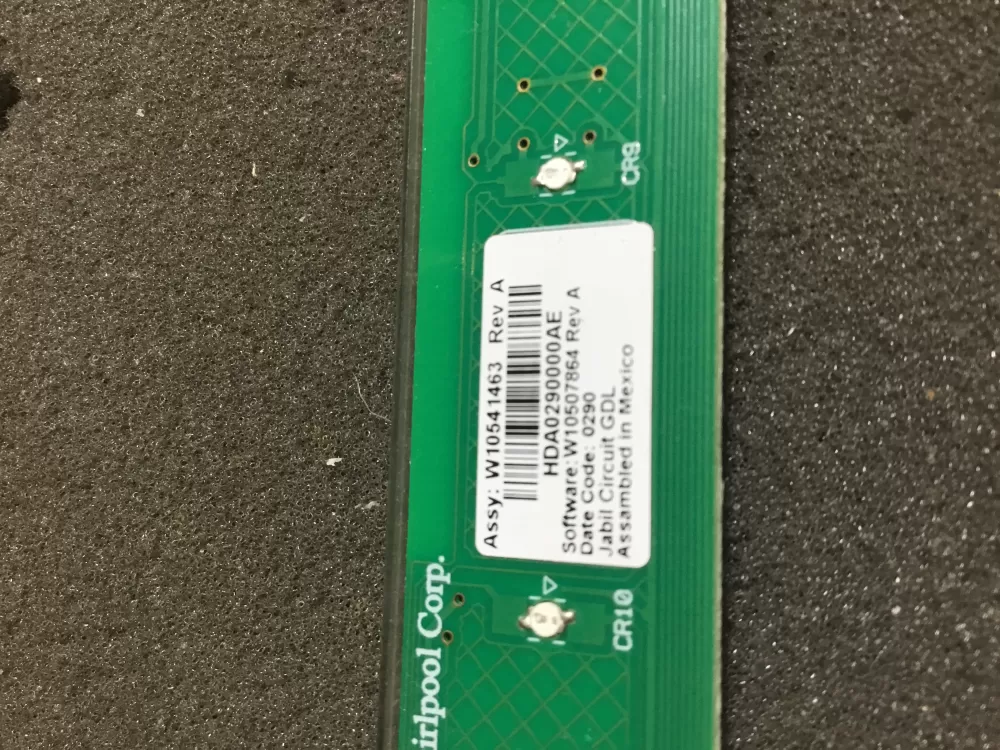 irlpool Corp.
Assy: W10541463 Rev A
HDA0290000AE
Software: W10507864 Rev A
Date Code: 0290
Jabil Circuit GDL
Assambled in Mexico
CR9
CR10